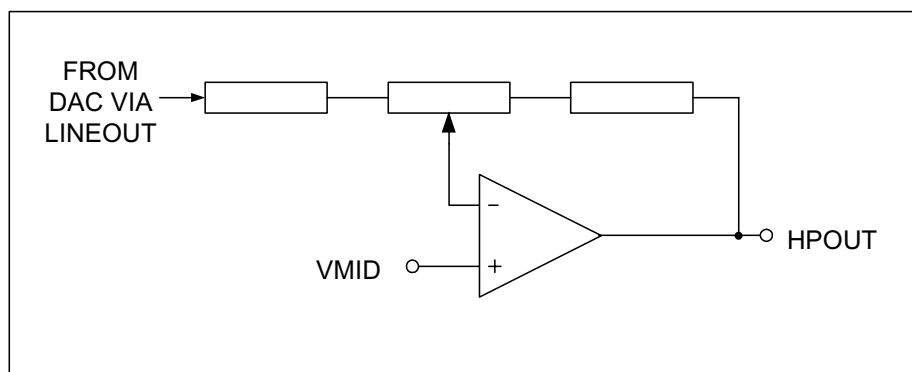 FROM
DAC VIA
LINEOUT
−
+
VMID
HPOUT